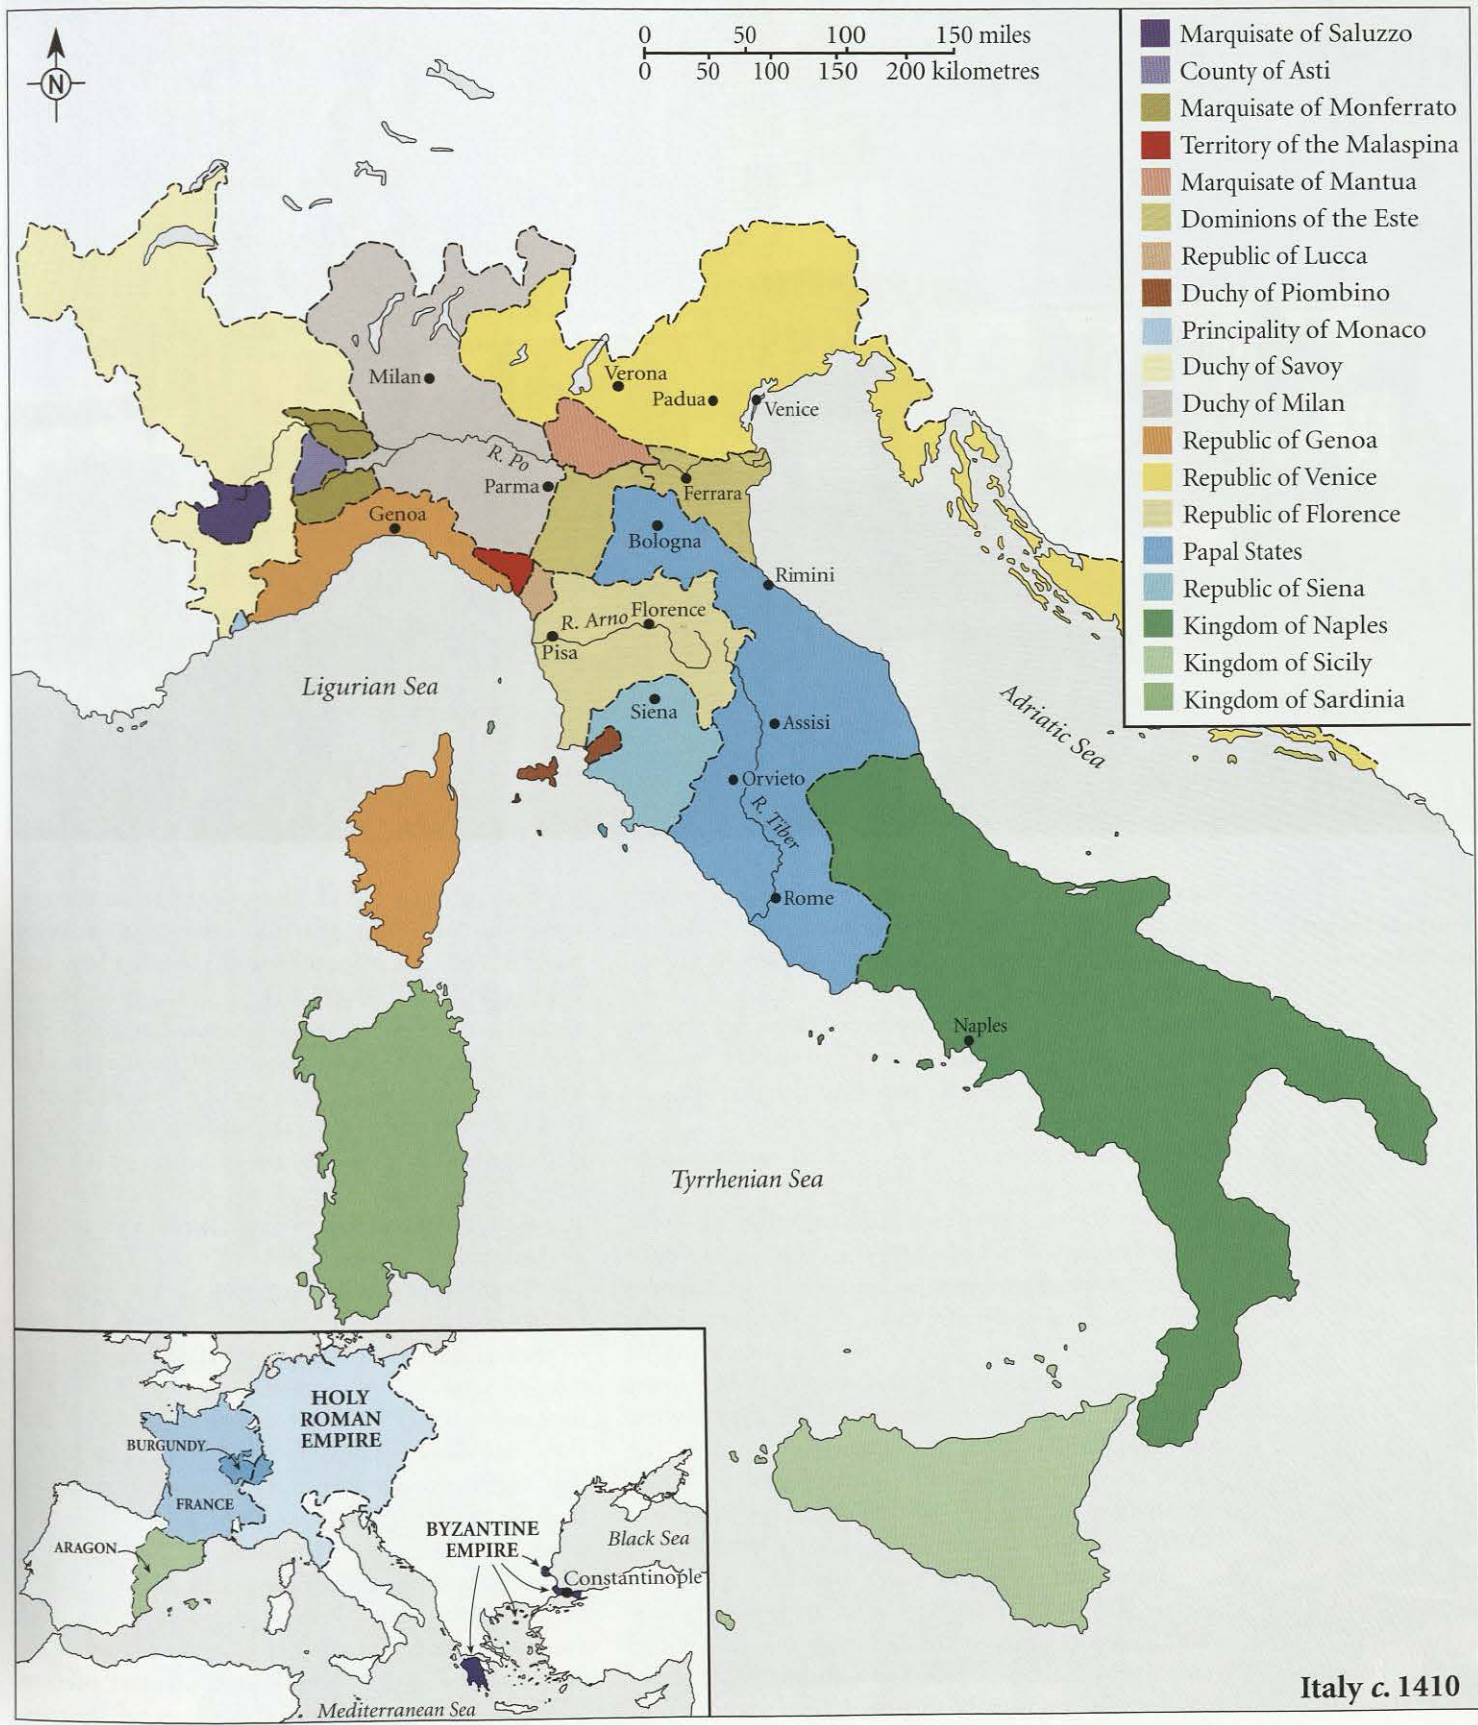 N
0 50 100 150 miles
0 50 100 150 200 kilometres
Marquisate of Saluzzo
County of Asti
Marquisate of Monferrato
Territory of the Malaspina
Marquisate of Mantua
Dominions of the Este
Republic of Lucca
Duchy of Piombino
Principality of Monaco
Duchy of Savoy
Duchy of Milan
Republic of Genoa
Republic of Venice
Republic of Florence
Papal States
Republic of Siena
Kingdom of Naples
Kingdom of Sicily
Kingdom of Sardinia
Milan
Verona
Padua
Venice
R. Po
Parma
Ferrara
Genoa
Bologna
Rimini
R. Arno
Florence
Pisa
Ligurian Sea
Siena
Assisi
Adriatic Sea
Orvieto
R. Tiber
Rome
Naples
Tyrrhenian Sea
HOLY
ROMAN
EMPIRE
BURGUNDY
FRANCE
ARAGON
BYZANTINE
EMPIRE
Black Sea
Constantinople
Mediterranean Sea
Italy c. 1410